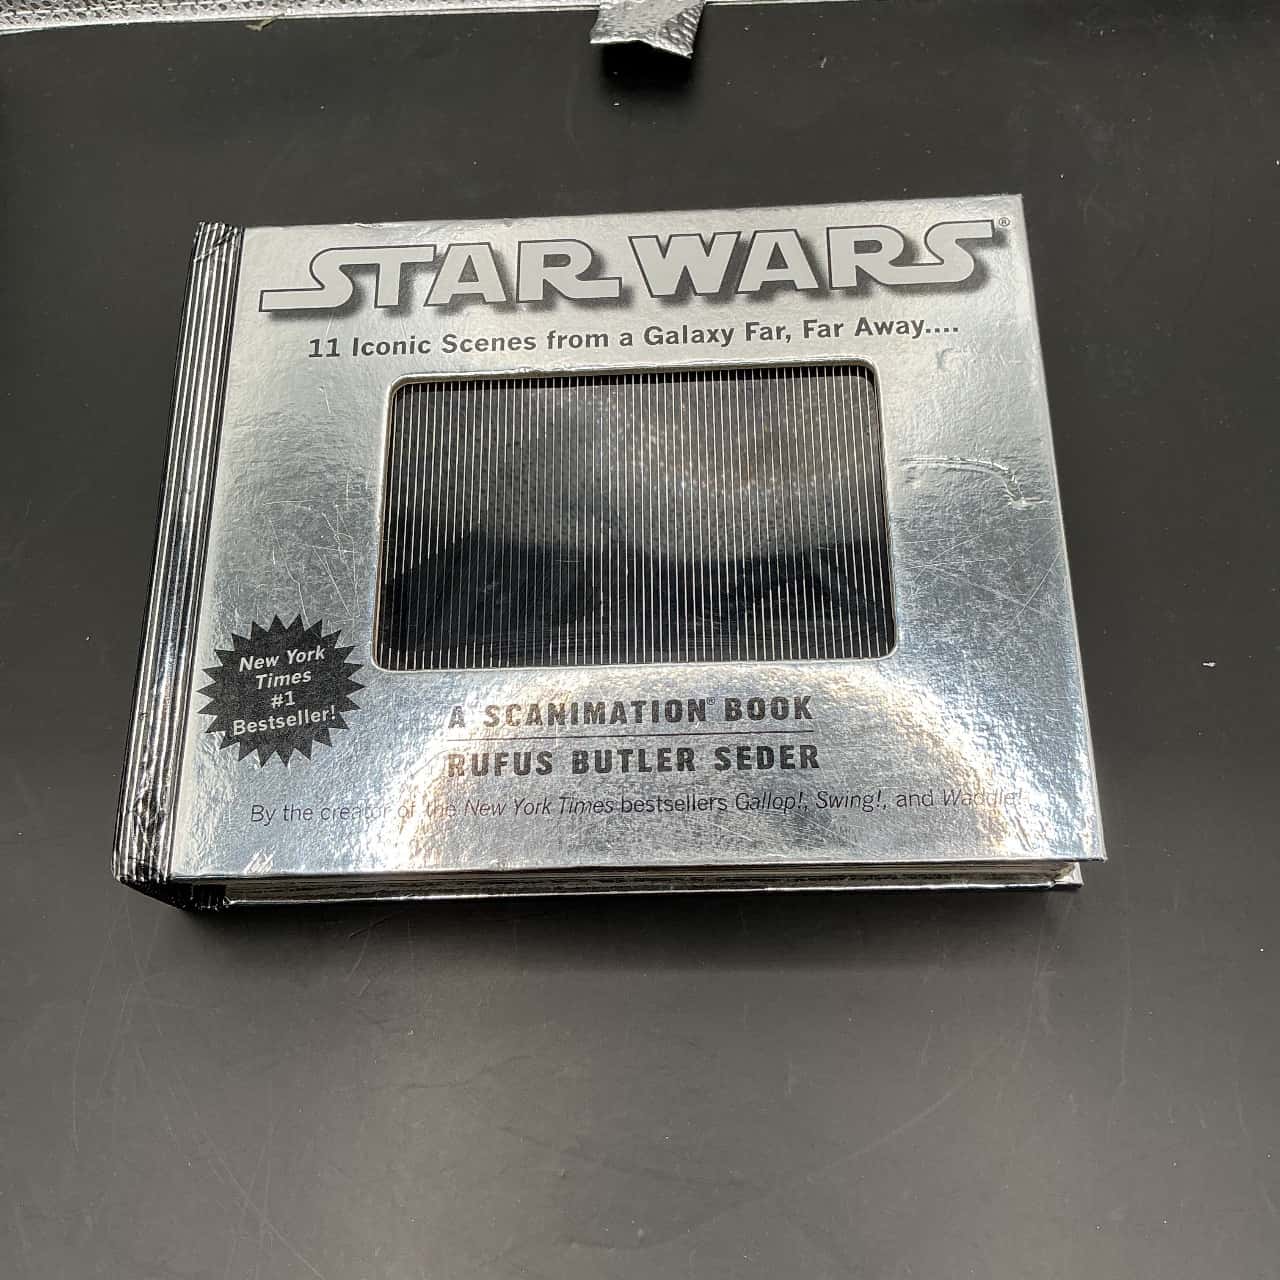 STAR WARS®
11 Iconic Scenes from a Galaxy Far, Far Away....
New York
Times
#1
Bestseller!
A SCANIMATION® BOOK
RUFUS BUTLER SEDER
By the creator of the New York Times bestsellers Gallop!, Swing!, and Waddle!